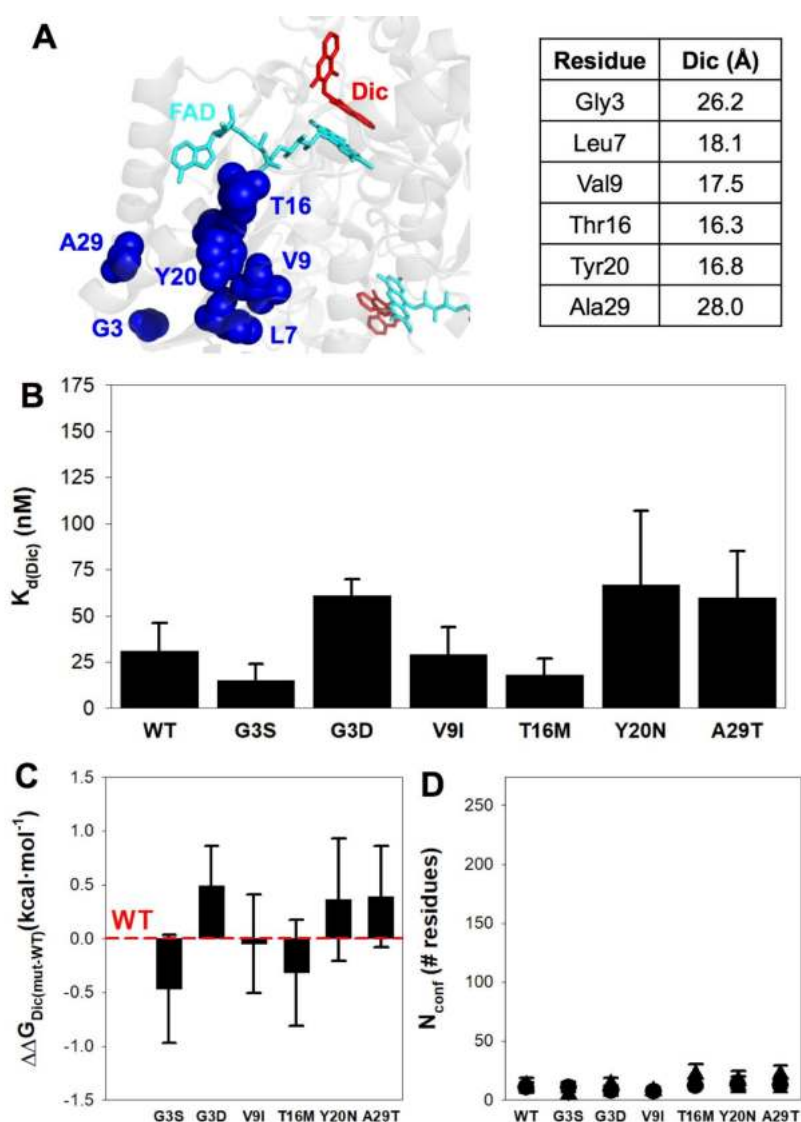 A
FAD
Dic
T16
A29
Y20
V9
G3
L7
Residue Dic (Å)
Gly3 26.2
Leu7 18.1
Val9 17.5
Thr16 16.3
Tyr20 16.8
Ala29 28.0
B
K_d(Dic) (nM)
175
150
125
100
75
50
25
0
WT G3S G3D V9I T16M Y20N A29T
C
ΔΔG_Dic(mut-WT)(kcal·mol⁻¹)
1.5
1.0
0.5
0.0
-0.5
-1.0
-1.5
WT
G3S G3D V9I T16M Y20N A29T
D
N_conf (# residues)
250
200
150
100
50
0
WT G3S G3D V9I T16M Y20N A29T